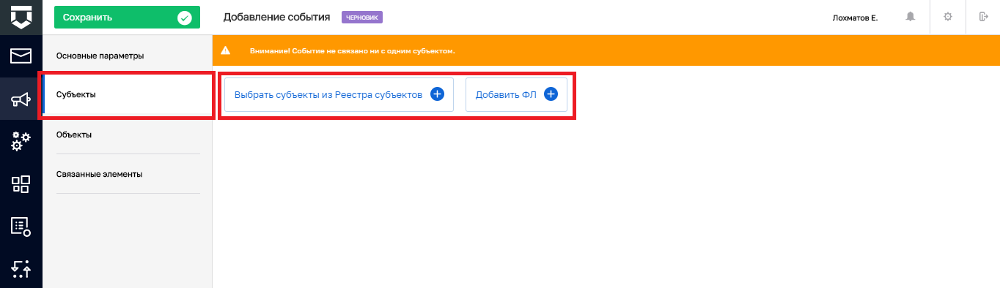 Сохранить
Добавление события
ЧЕРНОВИК
Лохматов Е.
Основные параметры
Субъекты
Объекты
Связанные элементы
Внимание! Событие не связано ни с одним субъектом.
Выбрать субъекты из Реестра субъектов
Добавить ФЛ